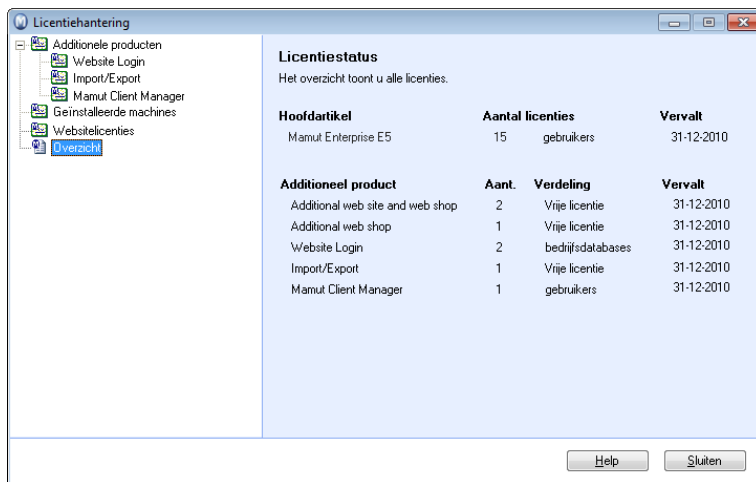 Licentiehantering
Additionele producten
Website Login
Import/Export
Mamut Client Manager
Geïnstalleerde machines
Websitelicenties
Overzicht
Licentiestatus
Het overzicht toont u alle licenties.
Hoofdartikel Aantal licenties Vervalt
Mamut Enterprise E5 15 gebruikers 31-12-2010
Additioneel product Aant. Verdeling Vervalt
Additional web site and web shop 2 Vrije licentie 31-12-2010
Additional web shop 1 Vrije licentie 31-12-2010
Website Login 2 bedrijfsdatabases 31-12-2010
Import/Export 1 Vrije licentie 31-12-2010
Mamut Client Manager 1 gebruikers 31-12-2010
Help Sluiten